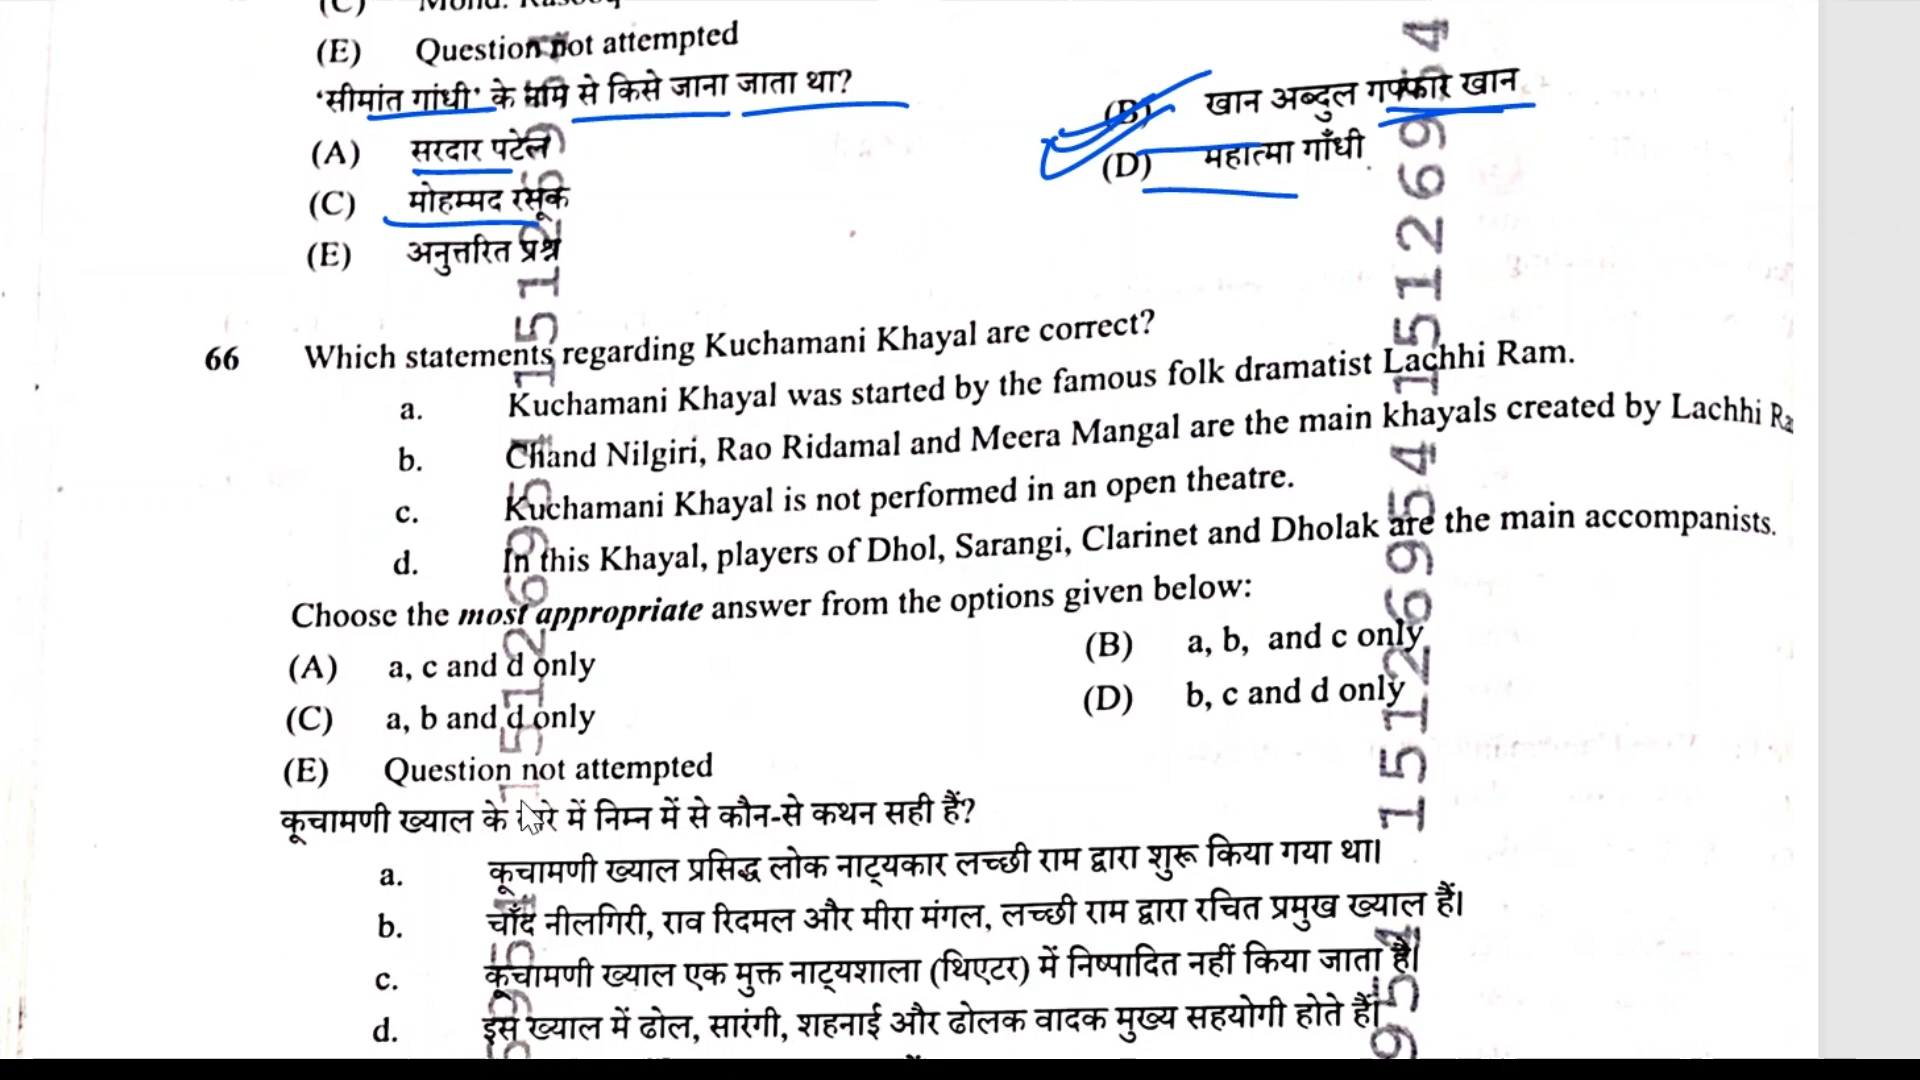 (E) Question not attempted
‘सीमांत गांधी’ के नाम से किसे जाना जाता था?
(A) सरदार पटेल
(B) खान अब्दुल गफ्फार खान
(C) मोहम्मद रसूक
(D) महात्मा गाँधी
(E) अनुत्तरित प्रश्न
66 Which statements regarding Kuchamani Khayal are correct?
a. Kuchamani Khayal was started by the famous folk dramatist Lachhi Ram.
b. Chand Nilgiri, Rao Ridamal and Meera Mangal are the main khayals created by Lachhi Ra
c. Kuchamani Khayal is not performed in an open theatre.
d. In this Khayal, players of Dhol, Sarangi, Clarinet and Dholak are the main accompanists.
Choose the most appropriate answer from the options given below:
(A) a, c and d only
(B) a, b, and c only
(C) a, b and d only
(D) b, c and d only
(E) Question not attempted
कूचामणी ख्याल के बारे में निम्न में से कौन-से कथन सही हैं?
a. कूचामणी ख्याल प्रसिद्ध लोक नाट्यकार लच्छी राम द्वारा शुरू किया गया था।
b. चाँद नीलगिरी, राव रिदमल और मीरा मंगल, लच्छी राम द्वारा रचित प्रमुख ख्याल हैं।
c. कूचामणी ख्याल एक मुक्त नाट्यशाला (थिएटर) में निष्पादित नहीं किया जाता है।
d. इस ख्याल में ढोल, सारंगी, शहनाई और ढोलक वादक मुख्य सहयोगी होते हैं।